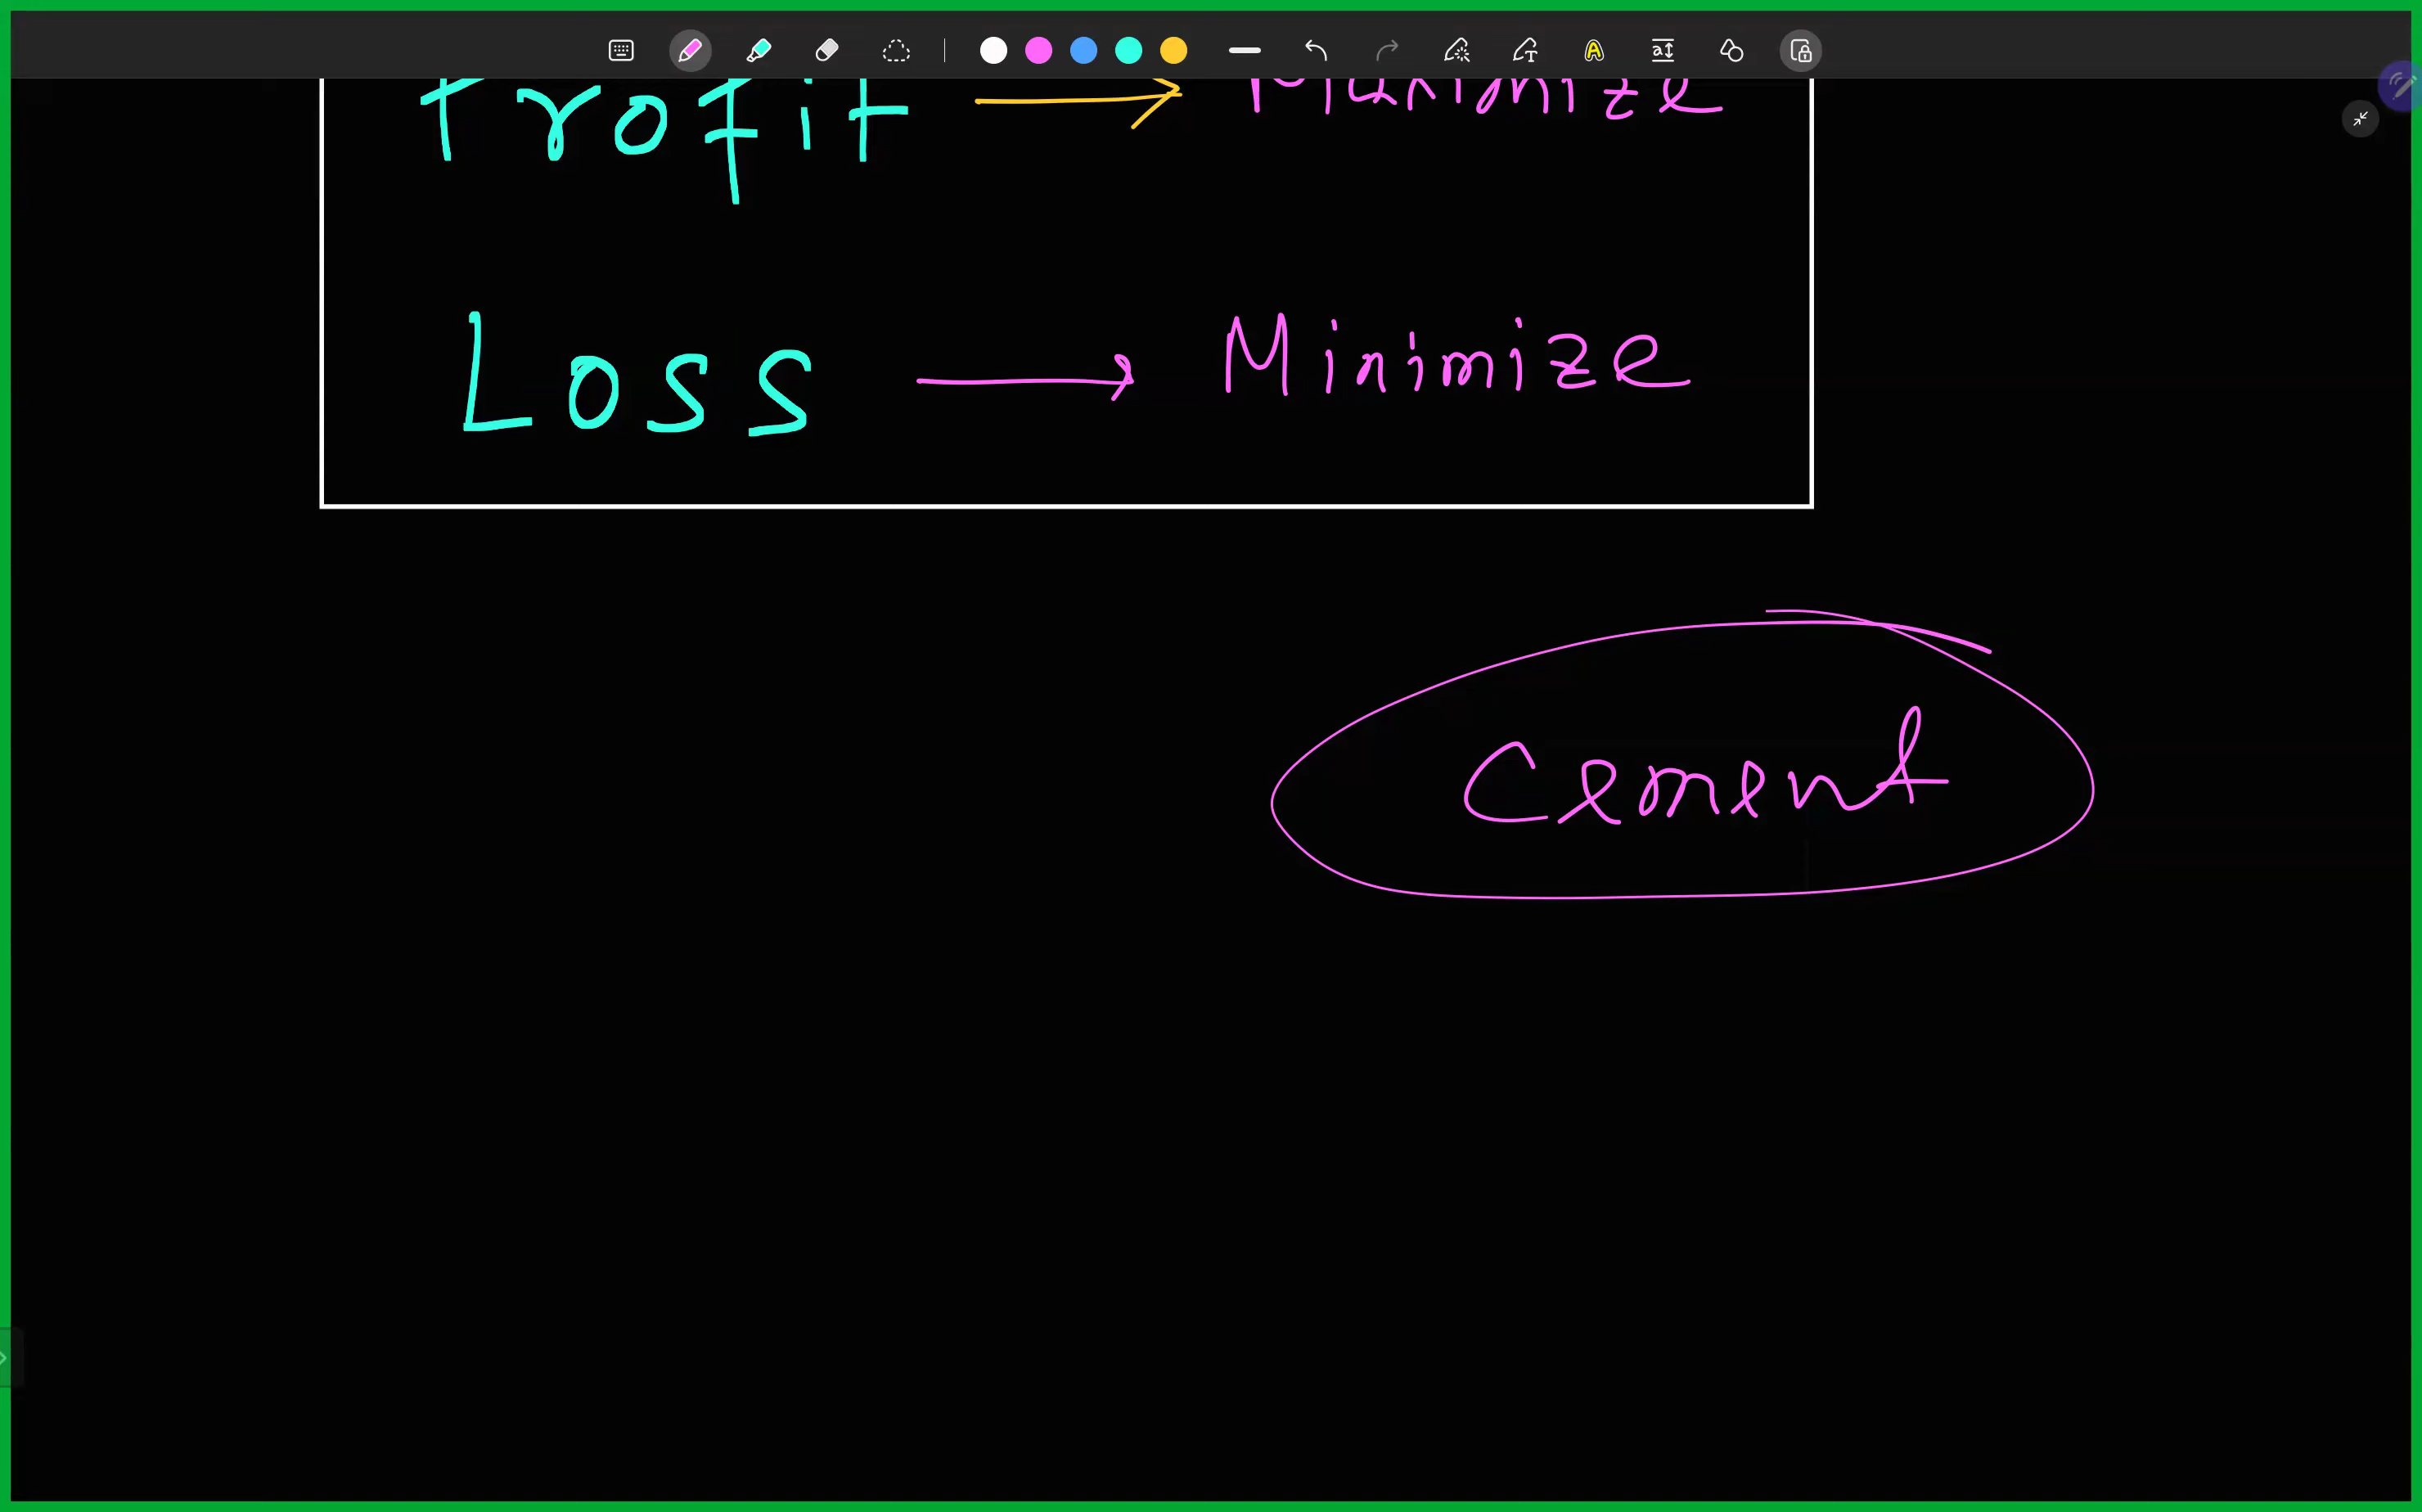 Profit → Maximize
Loss → Minimize
Cement